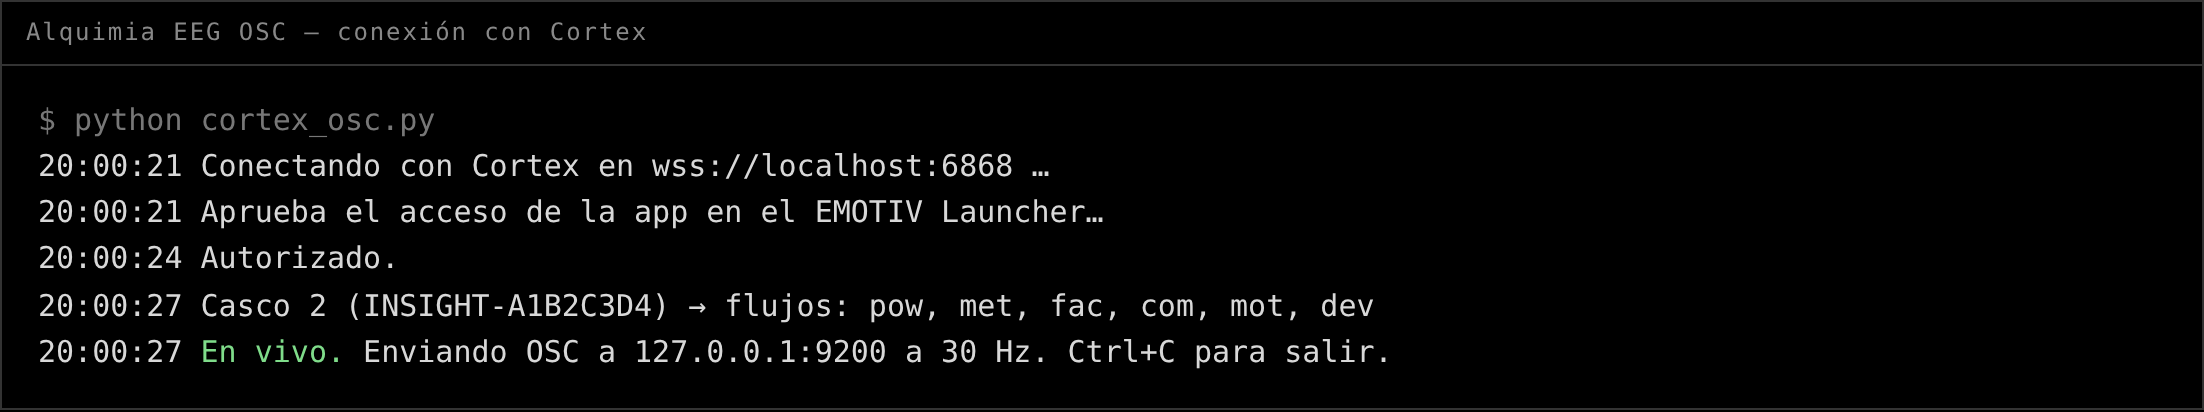 Alquimia EEG OSC — conexión con Cortex
$ python cortex_osc.py
20:00:21 Conectando con Cortex en wss://localhost:6868 …
20:00:21 Aprueba el acceso de la app en el EMOTIV Launcher…
20:00:24 Autorizado.
20:00:27 Casco 2 (INSIGHT-A1B2C3D4) → flujos: pow, met, fac, com, mot, dev
20:00:27 En vivo. Enviando OSC a 127.0.0.1:9200 a 30 Hz. Ctrl+C para salir.